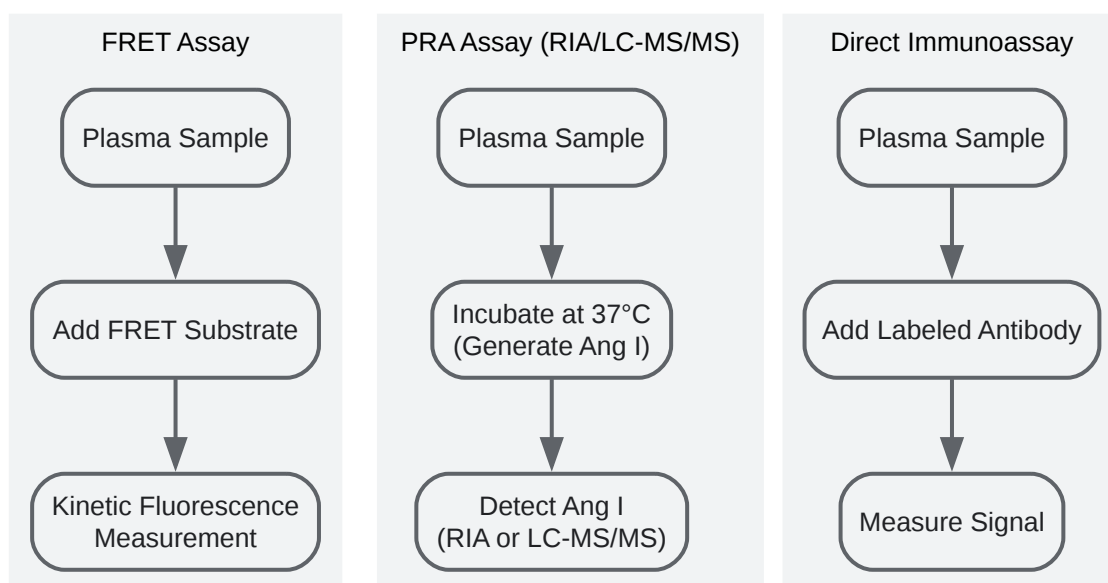 FRET Assay
Plasma Sample
Add FRET Substrate
Kinetic Fluorescence
Measurement
PRA Assay (RIA/LC-MS/MS)
Plasma Sample
Incubate at 37°C
(Generate Ang I)
Detect Ang I
(RIA or LC-MS/MS)
Direct Immunoassay
Plasma Sample
Add Labeled Antibody
Measure Signal